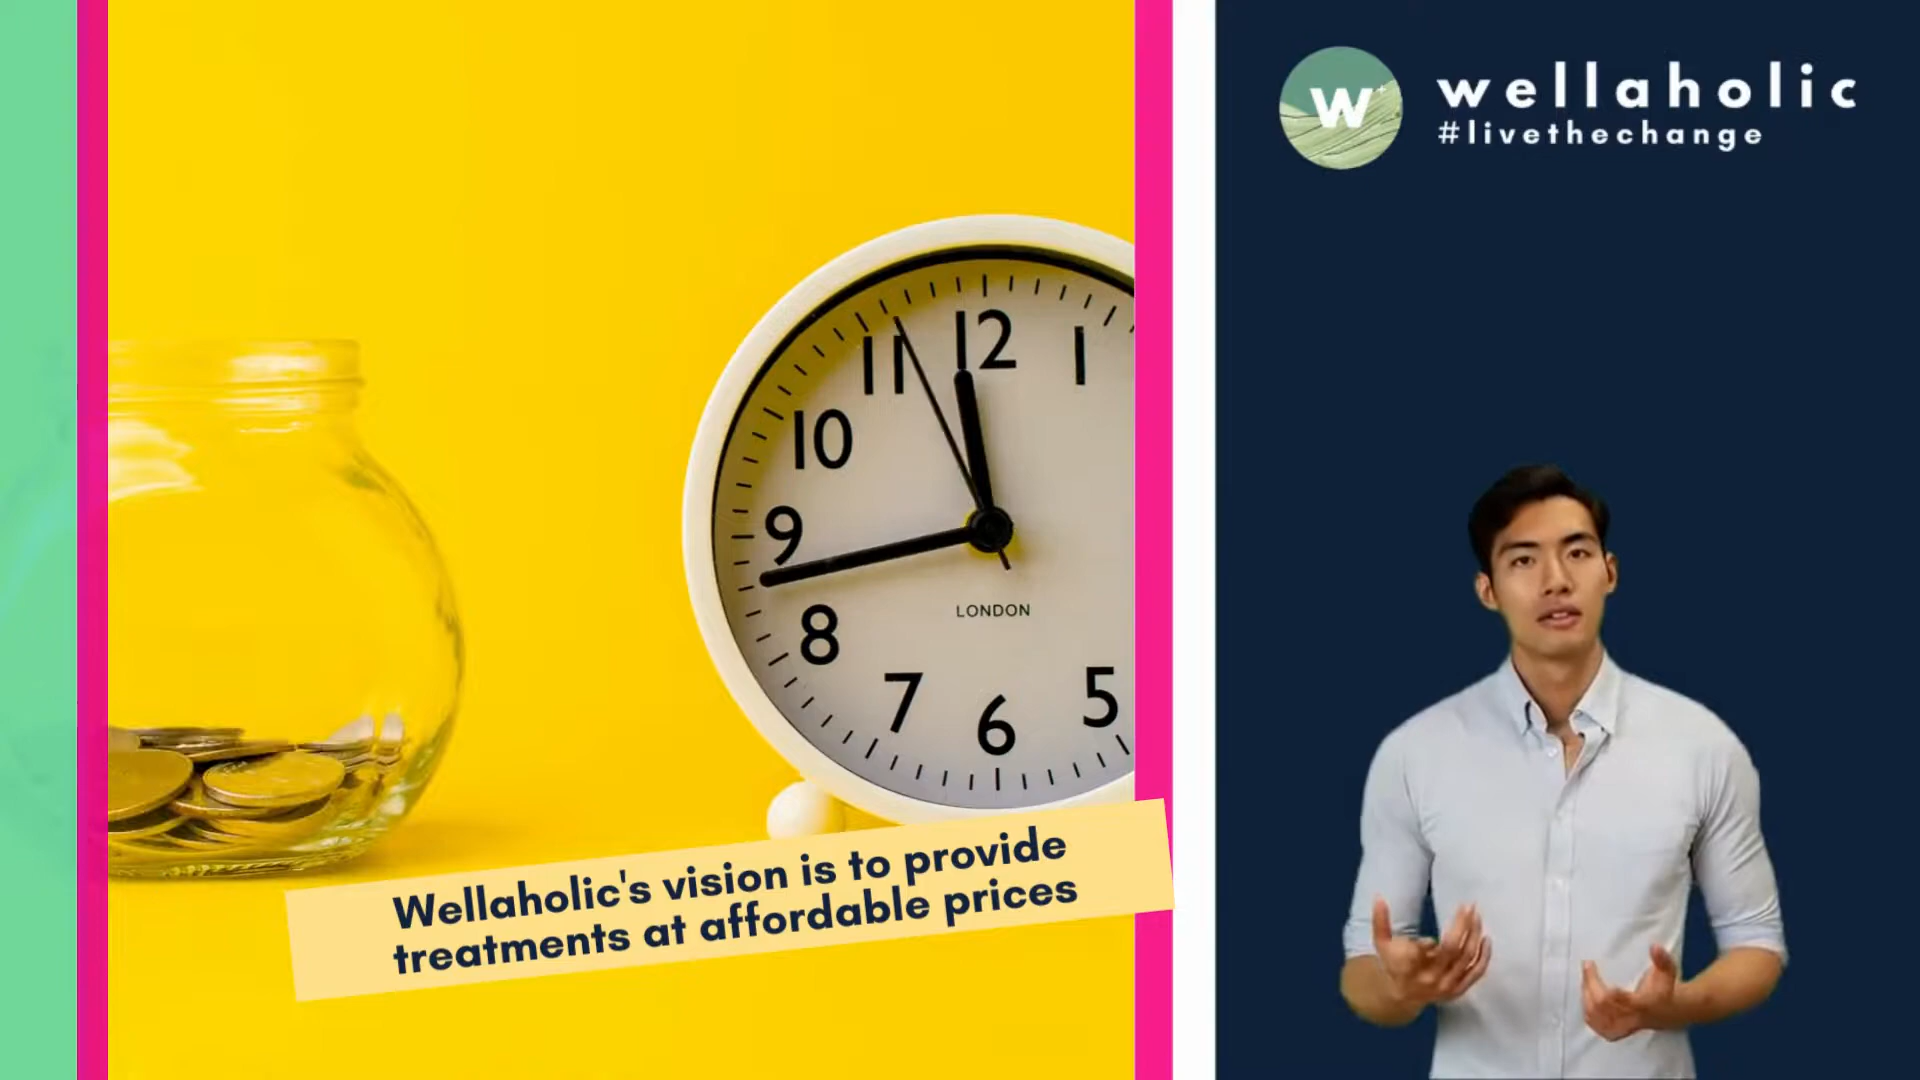 W+
wellaholic
#livethechange
12
11
1
10
9
8
7
6
5
LONDON
Wellaholic's vision is to provide
treatments at affordable prices